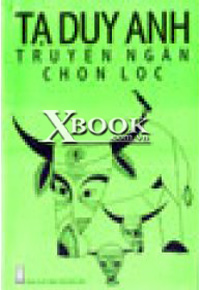 TẠ DUY ANH
TRUYỆN NGẮN
CHỌN LỌC
XBOOK